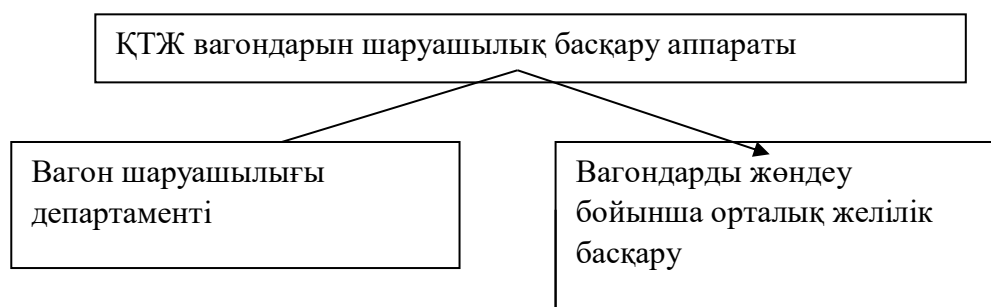 ҚТЖ вагондарын шаруашылық басқару аппараты
Вагон шаруашылығы
департаменті
Вагондарды жөндеу
бойынша орталық желілік
басқару